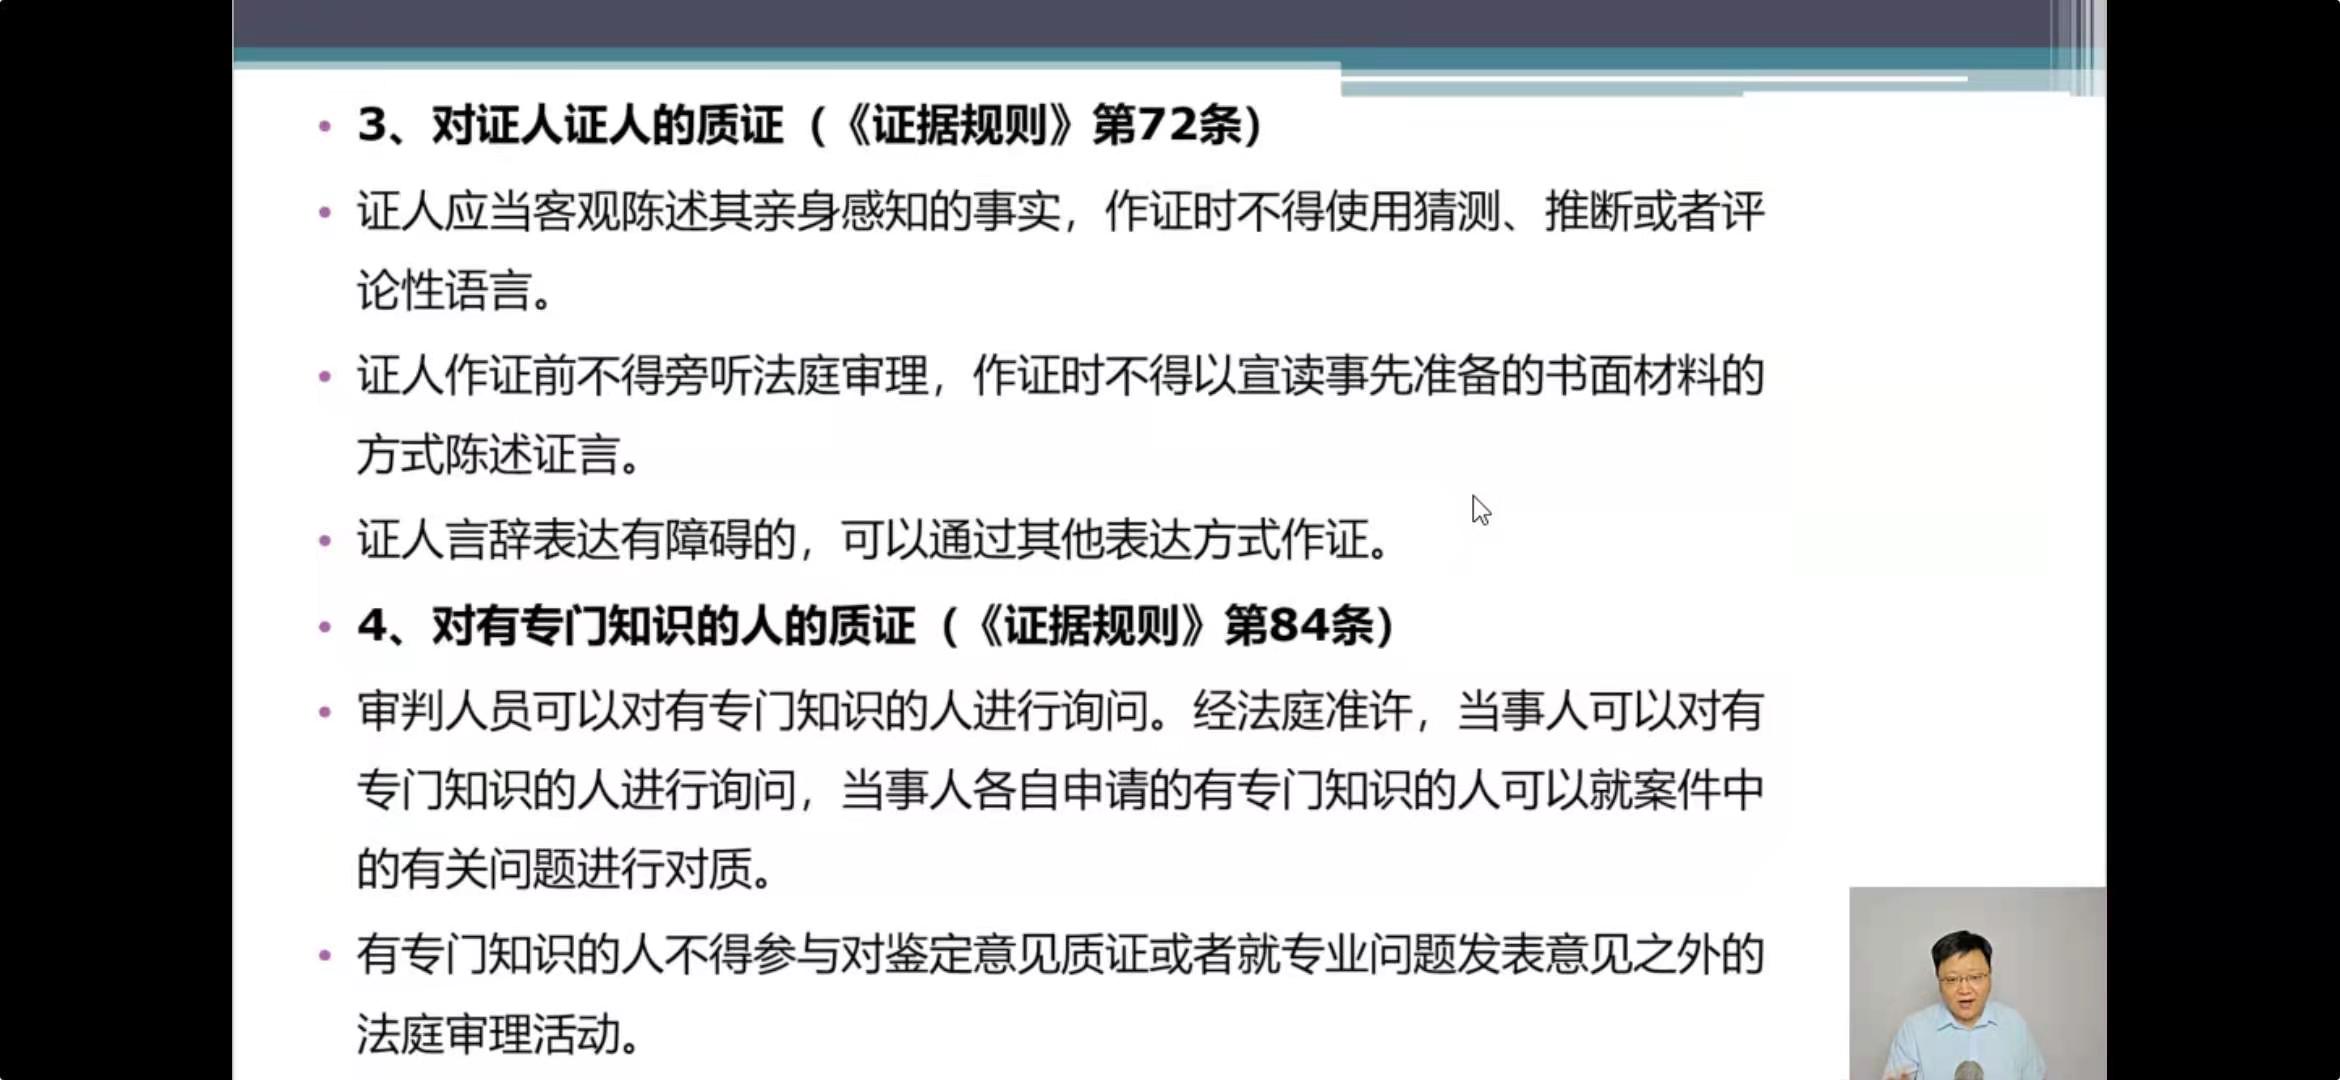 • 3、对证人证人的质证（《证据规则》第72条）
• 证人应当客观陈述其亲身感知的事实，作证时不得使用猜测、推断或者评
论性语言。
• 证人作证前不得旁听法庭审理，作证时不得以宣读事先准备的书面材料的
方式陈述证言。
• 证人言辞表达有障碍的，可以通过其他表达方式作证。
• 4、对有专门知识的人的质证（《证据规则》第84条）
• 审判人员可以对有专门知识的人进行询问。经法庭准许，当事人可以对有
专门知识的人进行询问，当事人各自申请的有专门知识的人可以就案件中
的有关问题进行对质。
• 有专门知识的人不得参与对鉴定意见质证或者就专业问题发表意见之外的
法庭审理活动。